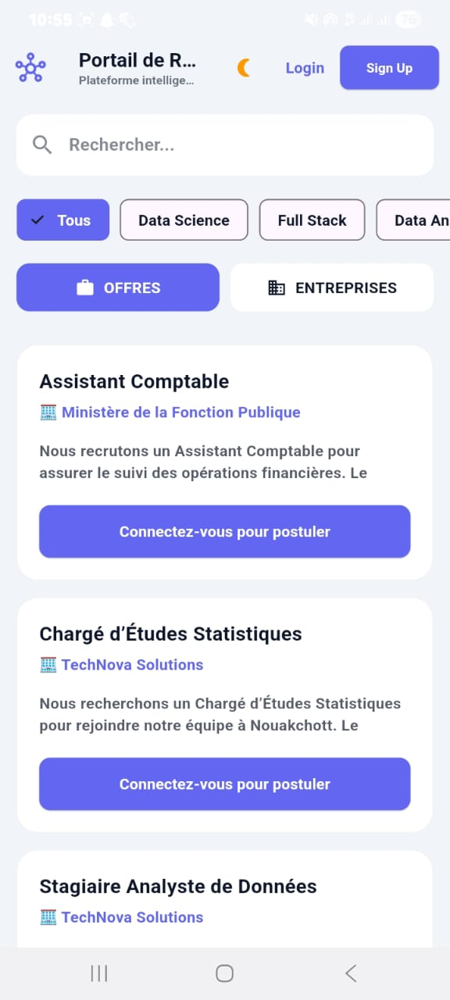 10:55
76
Portail de R...
Plateforme intellige...
Login
Sign Up
Rechercher...
Tous
Data Science
Full Stack
Data An
OFFRES
ENTREPRISES
Assistant Comptable
Ministère de la Fonction Publique
Nous recrutons un Assistant Comptable pour
assurer le suivi des opérations financières. Le
Connectez-vous pour postuler
Chargé d’Études Statistiques
TechNova Solutions
Nous recherchons un Chargé d’Études Statistiques
pour rejoindre notre équipe à Nouakchott. Le
Connectez-vous pour postuler
Stagiaire Analyste de Données
TechNova Solutions